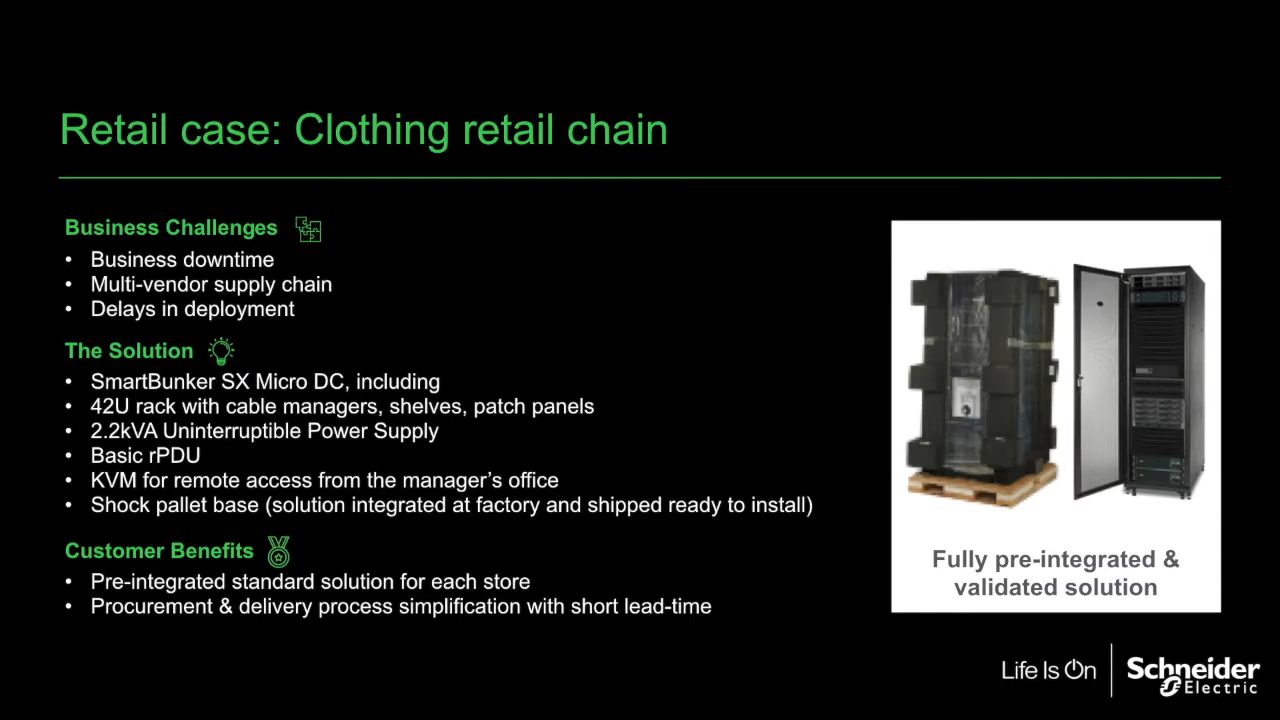 Retail case: Clothing retail chain
Business Challenges
• Business downtime
• Multi-vendor supply chain
• Delays in deployment
The Solution
• SmartBunker SX Micro DC, including
• 42U rack with cable managers, shelves, patch panels
• 2.2kVA Uninterruptible Power Supply
• Basic rPDU
• KVM for remote access from the manager’s office
• Shock pallet base (solution integrated at factory and shipped ready to install)
Customer Benefits
• Pre-integrated standard solution for each store
• Procurement & delivery process simplification with short lead-time
Fully pre-integrated &
validated solution
Life Is On
Schneider
Electric